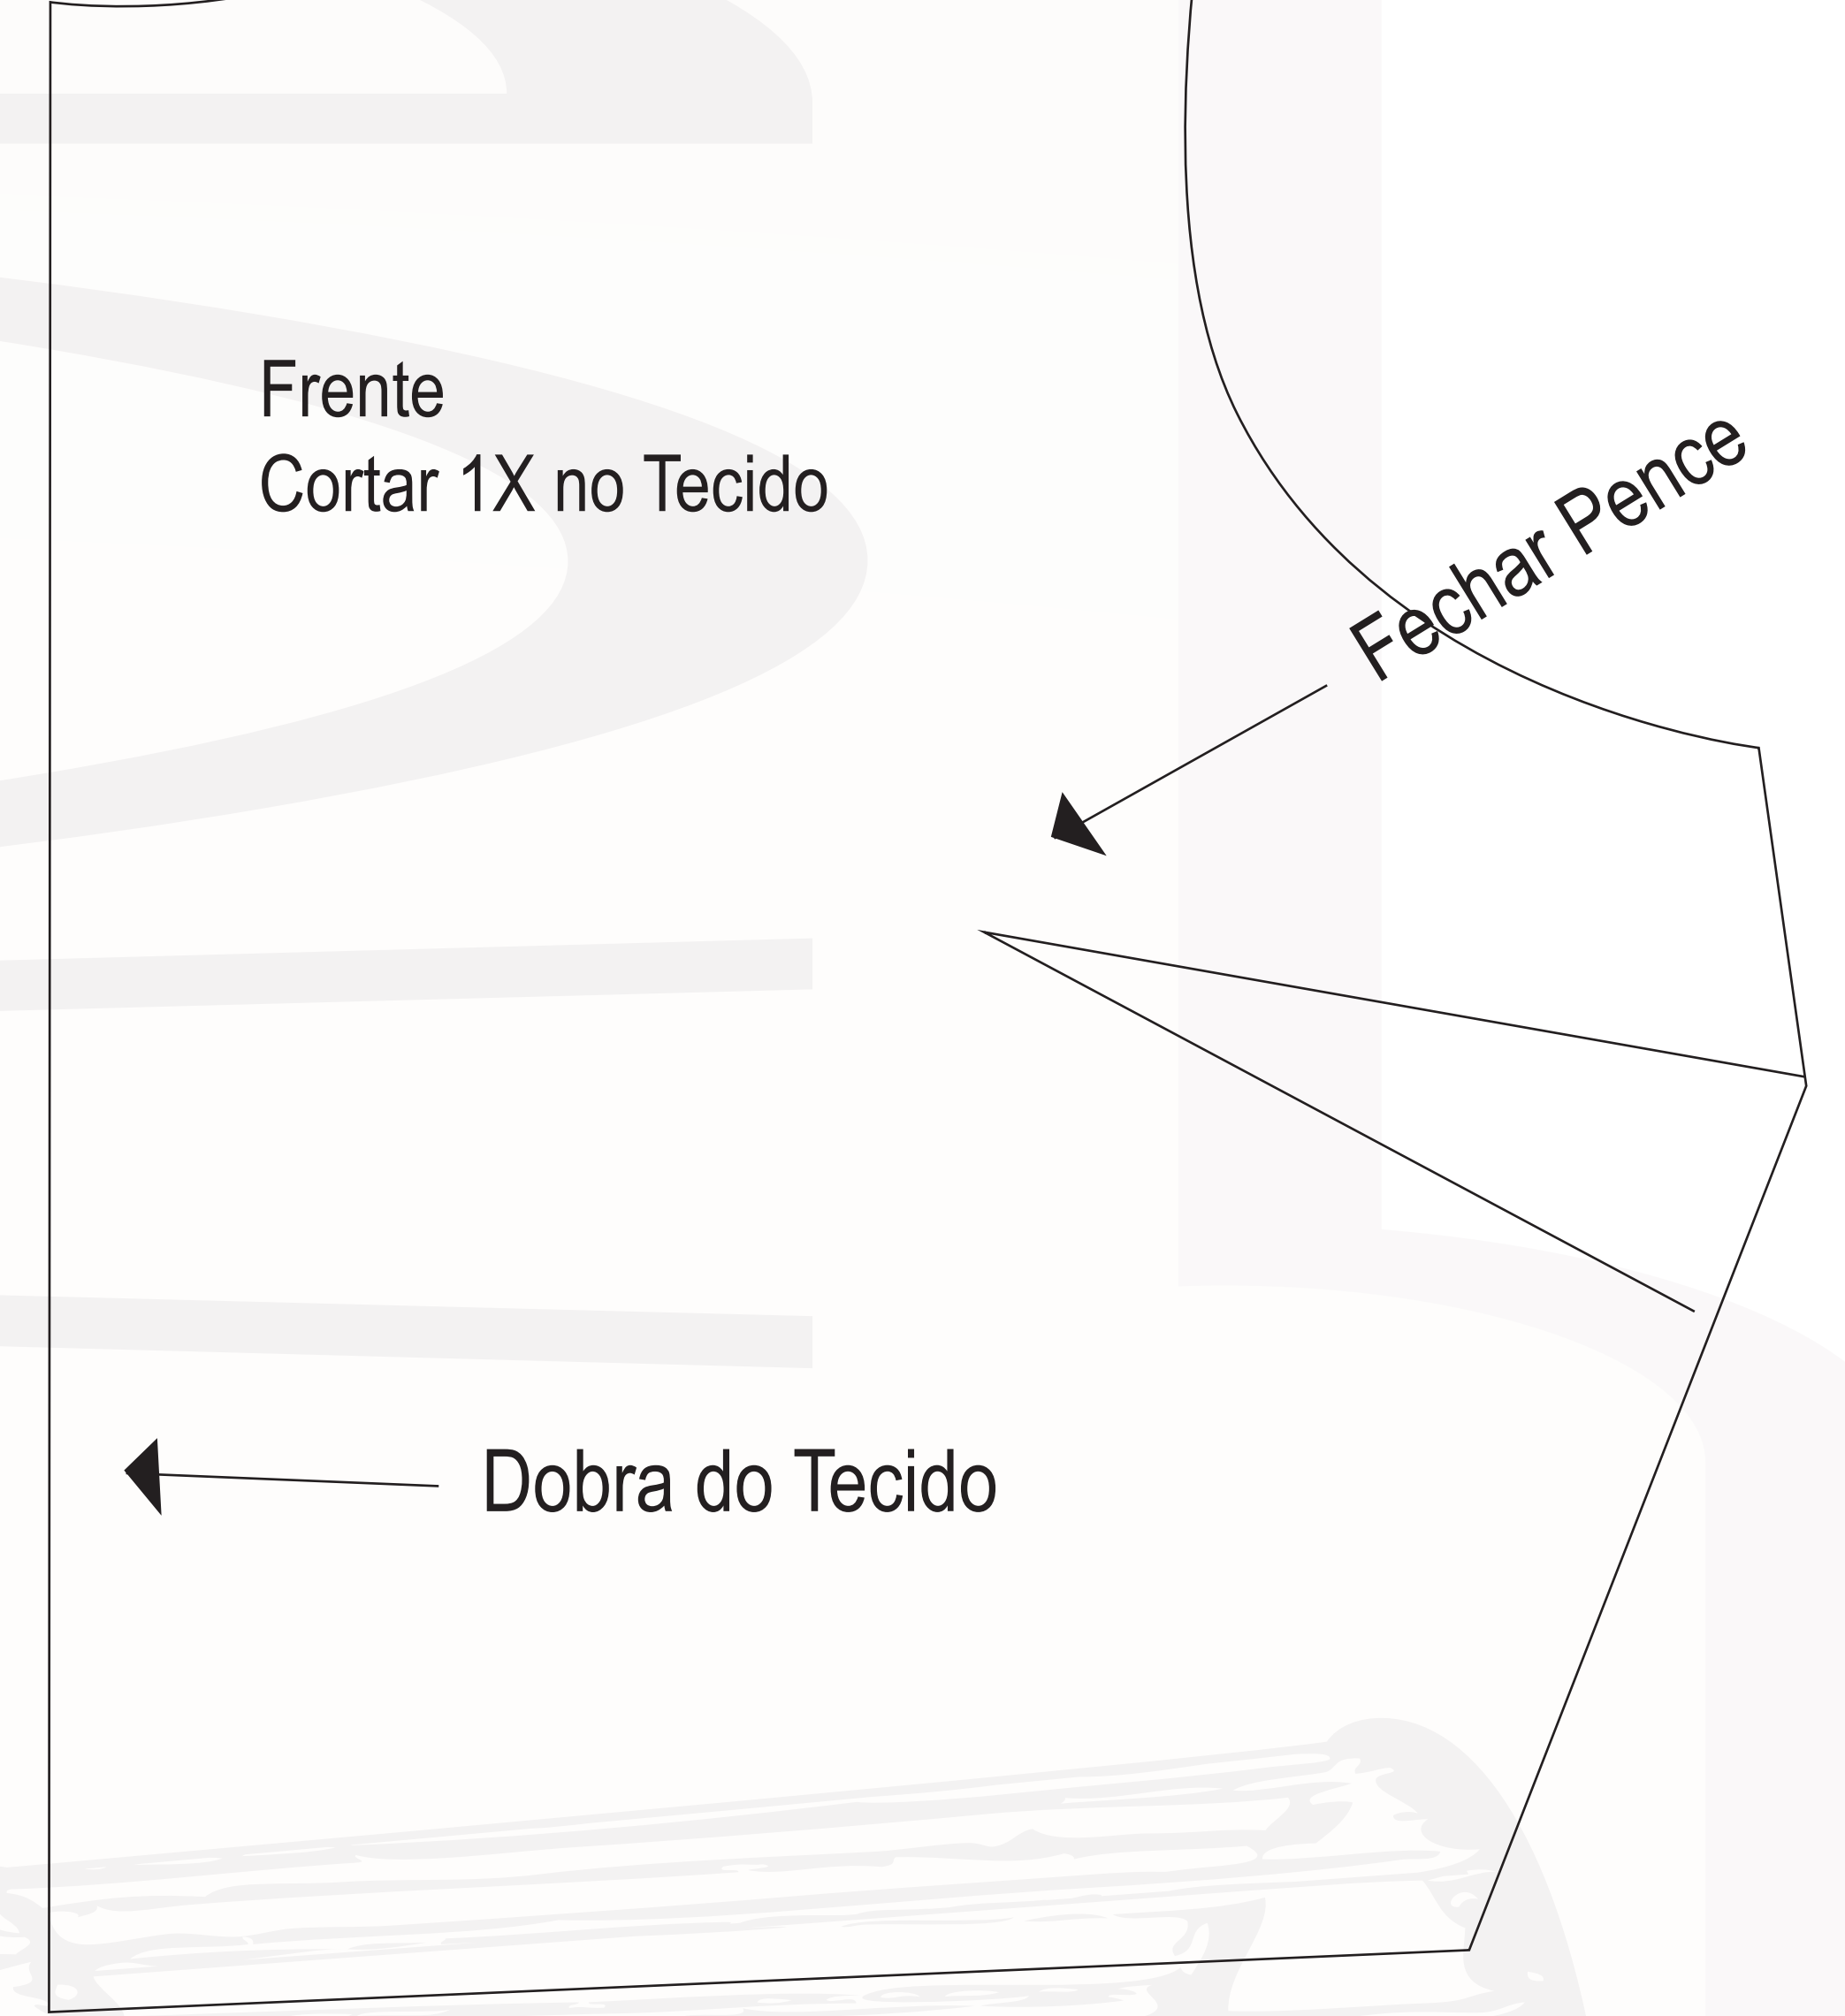 Frente
Cortar 1X no Tecido
Fechar Pence
Dobra do Tecido